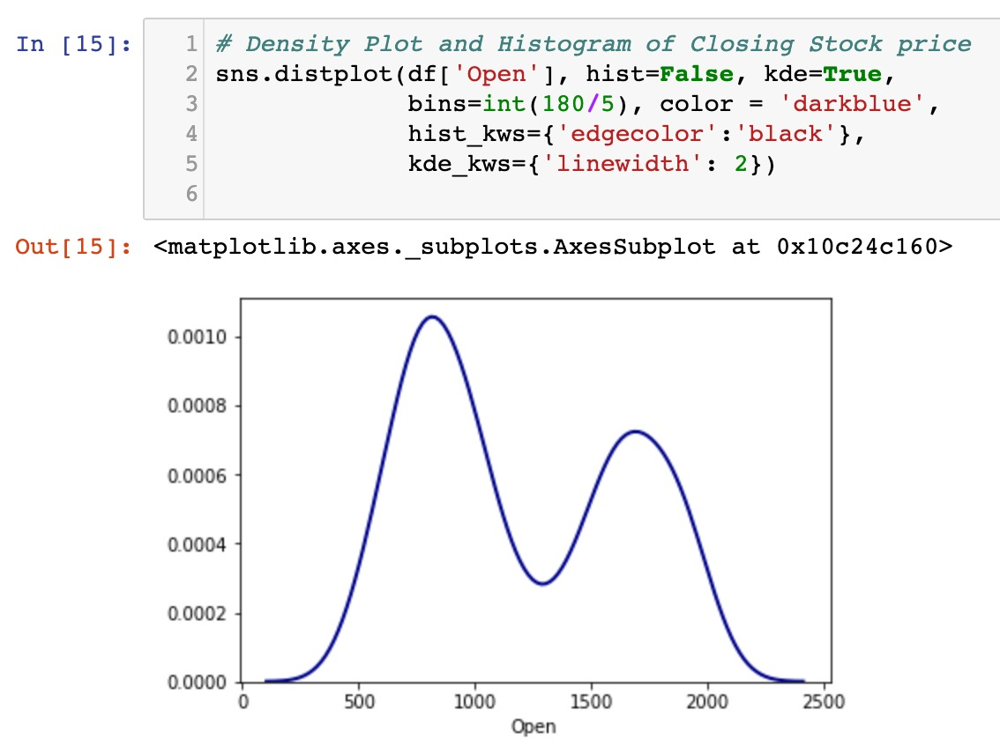 In [15]:
1 # Density Plot and Histogram of Closing Stock price
2 sns.distplot(df['Open'], hist=False, kde=True,
3              bins=int(180/5), color = 'darkblue',
4              hist_kws={'edgecolor':'black'},
5              kde_kws={'linewidth': 2})
6
Out[15]: <matplotlib.axes._subplots.AxesSubplot at 0x10c24c160>
0.0010
0.0008
0.0006
0.0004
0.0002
0.0000
0 500 1000 1500 2000 2500
Open